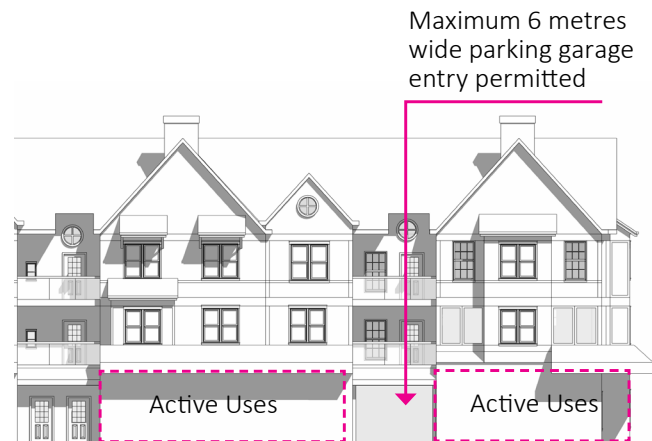 Maximum 6 metres
wide parking garage
entry permitted
Active Uses
Active Uses